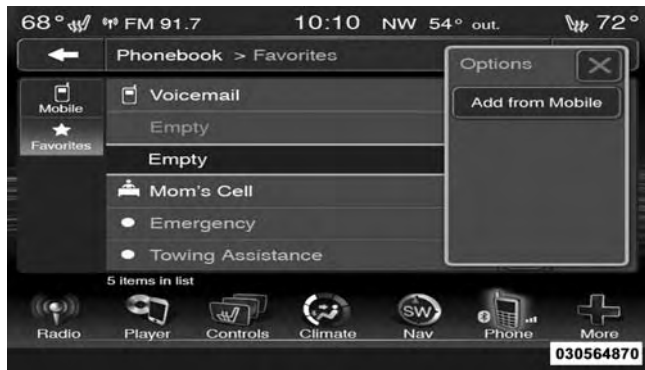 68° FM 91.7 10:10 NW 54° out. 72°
Phonebook > Favorites
Options
Mobile
Voicemail
Add from Mobile
Favorites
Empty
Empty
Mom's Cell
Emergency
Towing Assistance
5 items in list
SW
Radio Player Controls Climate Nav Phone More
030564870